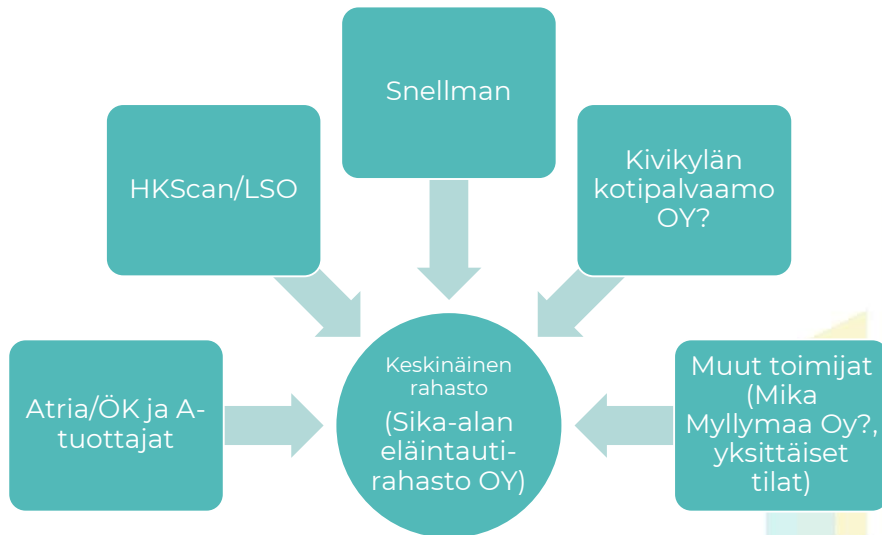 Snellman
HKScan/LSO
Kivikylän
kotipalvaamo
OY?
Atria/ÖK ja A-
tuottajat
Keskinäinen
rahasto
(Sika-alan
eläintauti-
rahasto OY)
Muut toimijat
(Mika
Myllymaa Oy?,
yksittäiset
tilat)